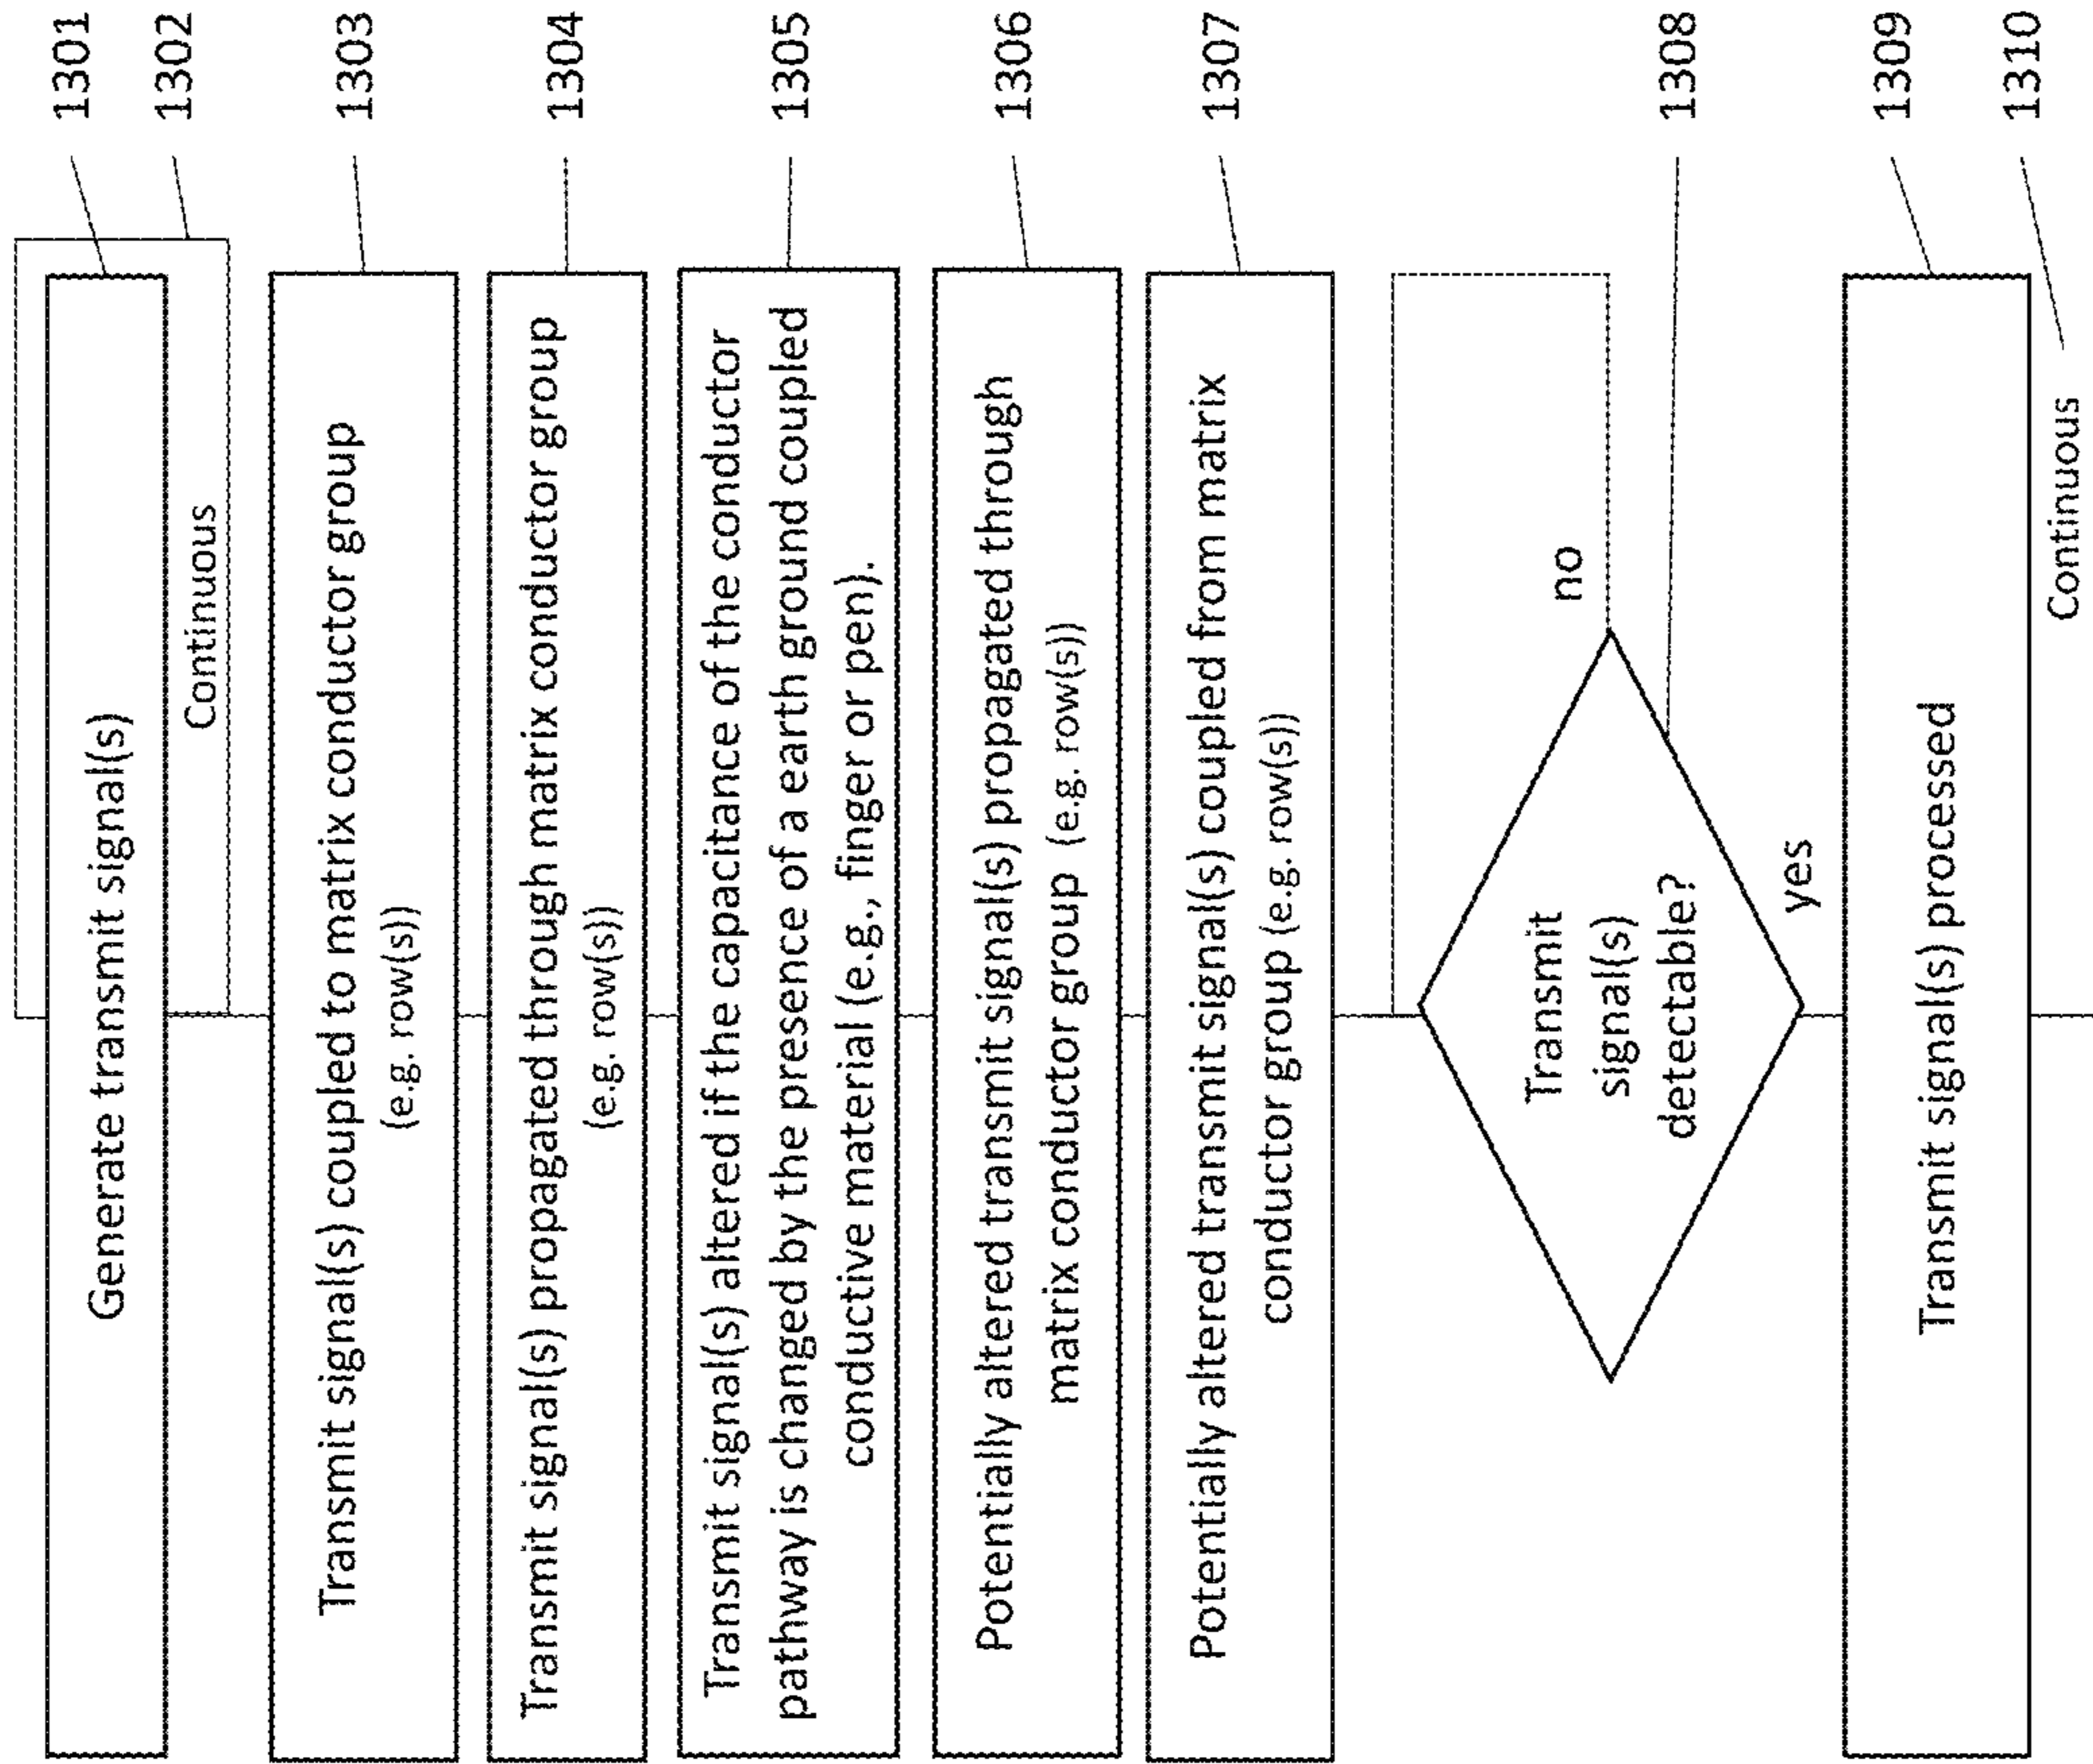 Generate transmit signal(s)
1301
Continuous
1302
Transmit signal(s) coupled to matrix conductor group
(e.g. row(s))
1303
Transmit signal(s) propagated through matrix conductor group
(e.g. row(s))
1304
Transmit signal(s) altered if the capacitance of the conductor
pathway is changed by the presence of a earth ground coupled
conductive material (e.g., finger or pen).
1305
Potentially altered transmit signal(s) propagated through
matrix conductor group (e.g. row(s))
1306
Potentially altered transmit signal(s) coupled from matrix
conductor group (e.g. row(s))
1307
Transmit
signal(s)
detectable?
no
yes
1308
Transmit signal(s) processed
1309
Continuous
1310